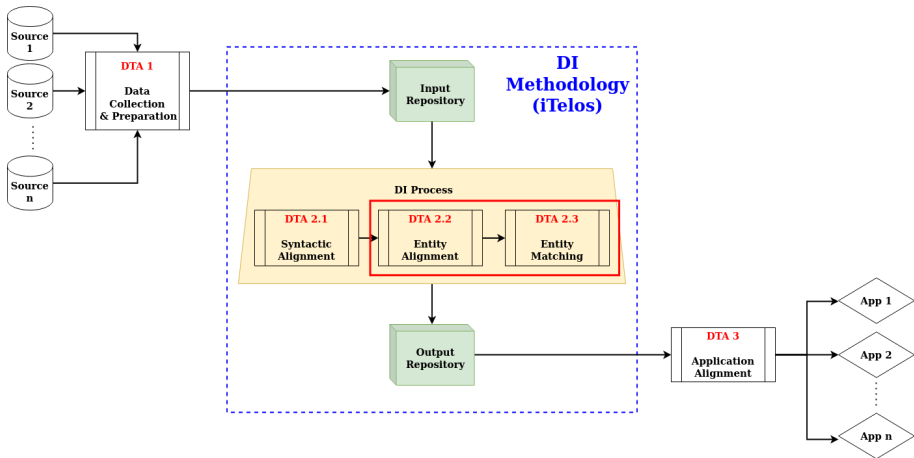 Source
1
Source
2
Source
n
DTA 1
Data
Collection
& Preparation
DI
Methodology
(iTelos)
Input
Repository
DI Process
DTA 2.1
Syntactic
Alignment
DTA 2.2
Entity
Alignment
DTA 2.3
Entity
Matching
Output
Repository
DTA 3
Application
Alignment
App 1
App 2
App n